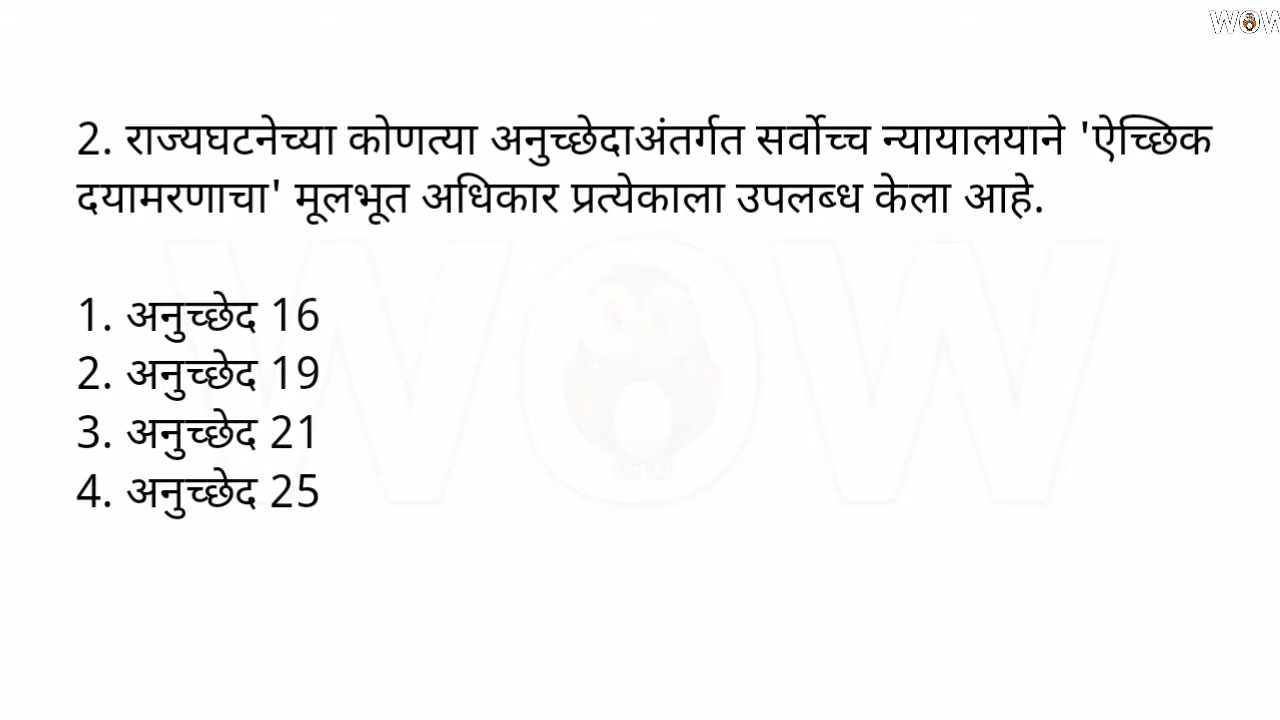 WOW
2. राज्यघटनेच्या कोणत्या अनुच्छेदाअंतर्गत सर्वोच्च न्यायालयाने 'ऐच्छिक
दयामरणाचा' मूलभूत अधिकार प्रत्येकाला उपलब्ध केला आहे.
1. अनुच्छेद 16
2. अनुच्छेद 19
3. अनुच्छेद 21
4. अनुच्छेद 25
WOW